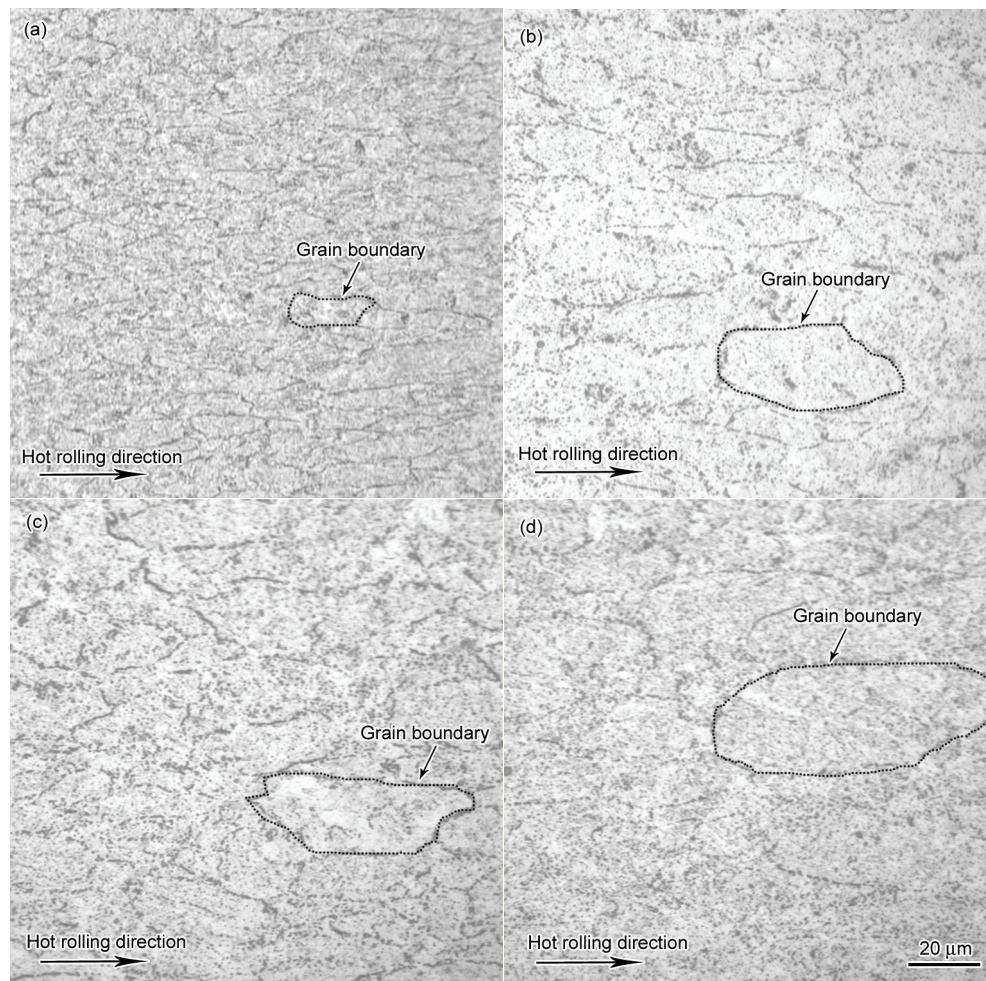 (a)
Grain boundary
Hot rolling direction
(b)
Grain boundary
Hot rolling direction
(c)
Grain boundary
Hot rolling direction
(d)
Grain boundary
Hot rolling direction
20 μm